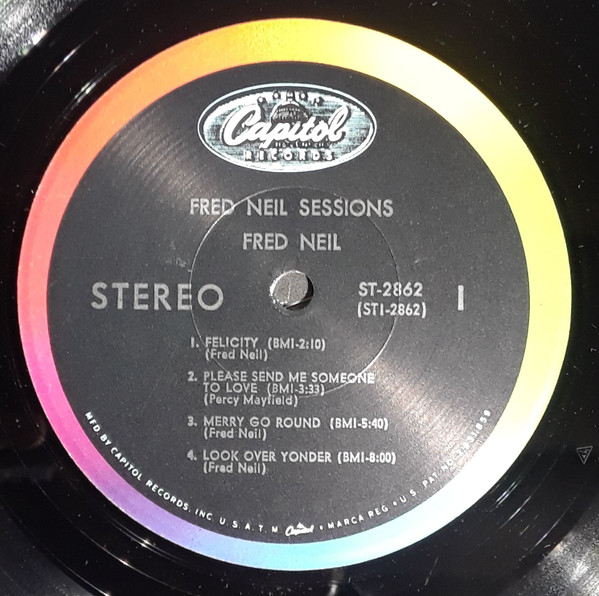 Capitol
RECORDS
FRED NEIL SESSIONS
FRED NEIL
STEREO
ST-2862
(ST1-2862)
1
1. FELICITY (BMI-2:10)
(Fred Neil)
2. PLEASE SEND ME SOMEONE
TO LOVE (BMI-3:33)
(Percy Mayfield)
3. MERRY GO ROUND (BMI-5:40)
(Fred Neil)
4. LOOK OVER YONDER (BMI-8:00)
(Fred Neil)
MFD BY CAPITOL RECORDS, INC U.S.A. T.M. Capitol • MARCA REG • U.S. PAT. NO.